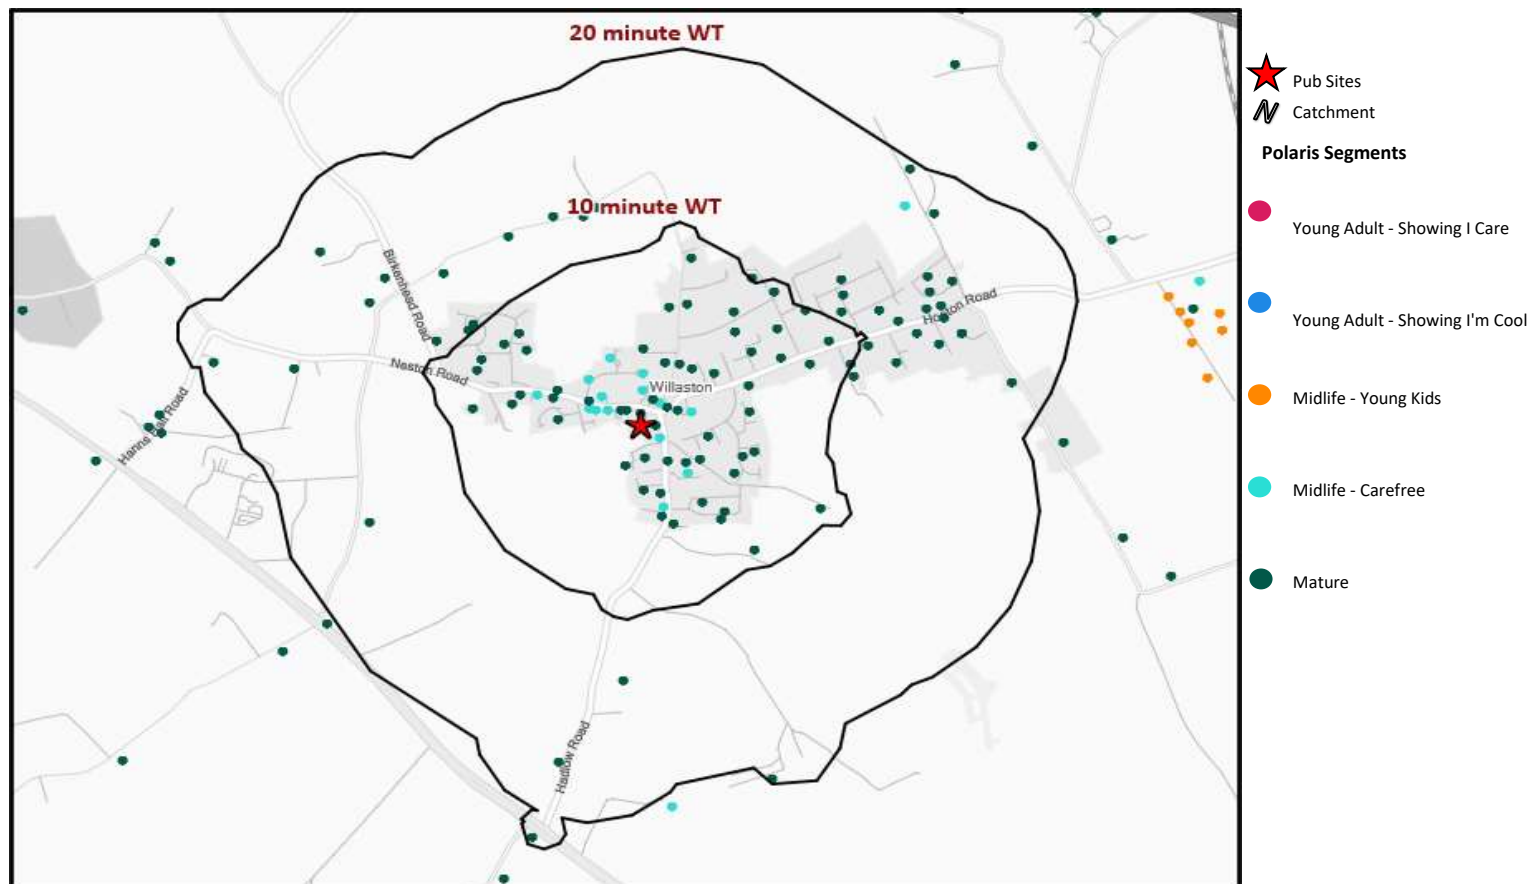 20 minute WT
10 minute WT
Birkenhead Road
Neston Road
Hooton Road
Willaston
Hanns Hall Road
Hadlow Road
Pub Sites
Catchment
Polaris Segments
Young Adult - Showing I Care
Young Adult - Showing I'm Cool
Midlife - Young Kids
Midlife - Carefree
Mature